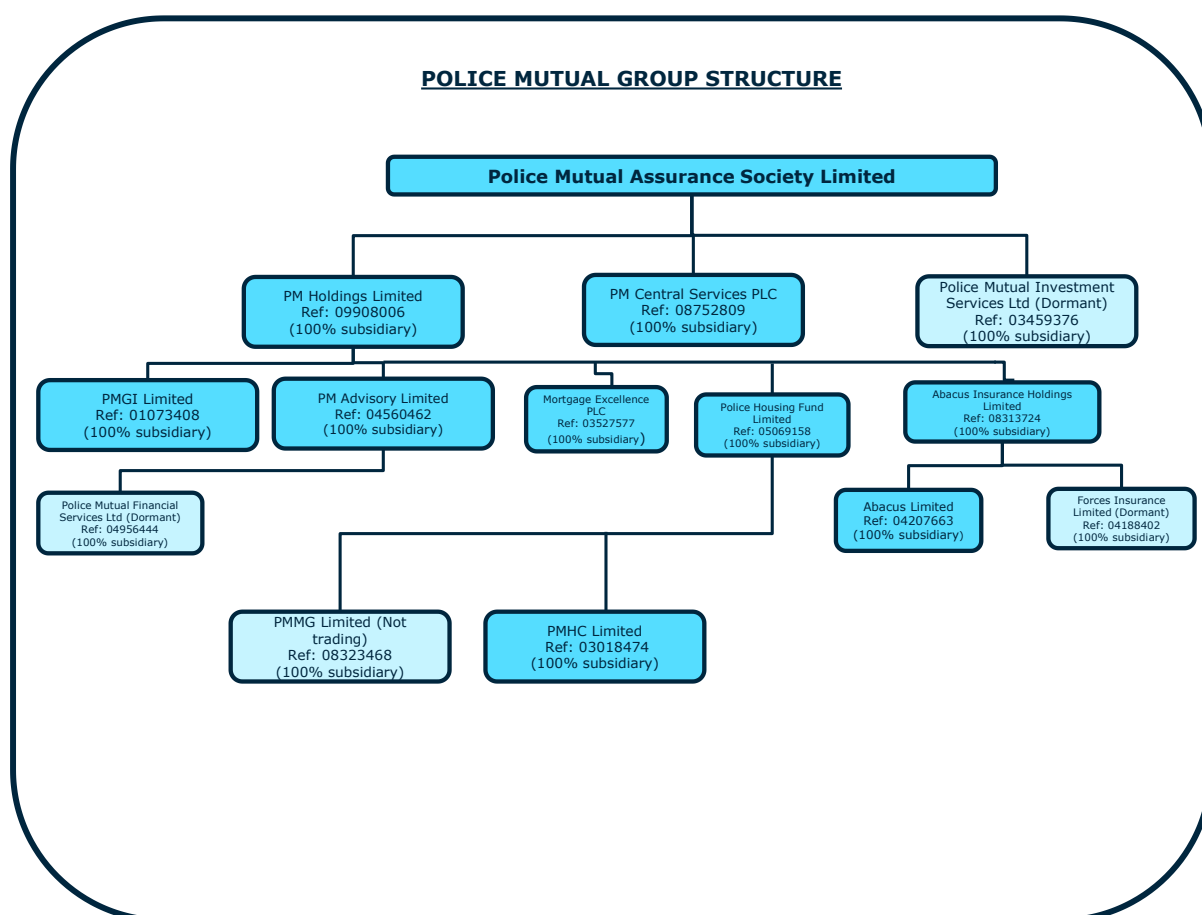 POLICE MUTUAL GROUP STRUCTURE
Police Mutual Assurance Society Limited
PM Holdings Limited
Ref: 09908006
(100% subsidiary)
PM Central Services PLC
Ref: 08752809
(100% subsidiary)
Police Mutual Investment
Services Ltd (Dormant)
Ref: 03459376
(100% subsidiary)
PMGI Limited
Ref: 01073408
(100% subsidiary)
PM Advisory Limited
Ref: 04560462
(100% subsidiary)
Mortgage Excellence
PLC
Ref: 03527577
(100% subsidiary)
Police Housing Fund
Limited
Ref: 05069158
(100% subsidiary)
Abacus Insurance Holdings
Limited
Ref: 08313724
(100% subsidiary)
Police Mutual Financial
Services Ltd (Dormant)
Ref: 04956444
(100% subsidiary)
Abacus Limited
Ref: 04207663
(100% subsidiary)
Forces Insurance
Limited (Dormant)
Ref: 04188402
(100% subsidiary)
PMMG Limited (Not
trading)
Ref: 08323468
(100% subsidiary)
PMHC Limited
Ref: 03018474
(100% subsidiary)